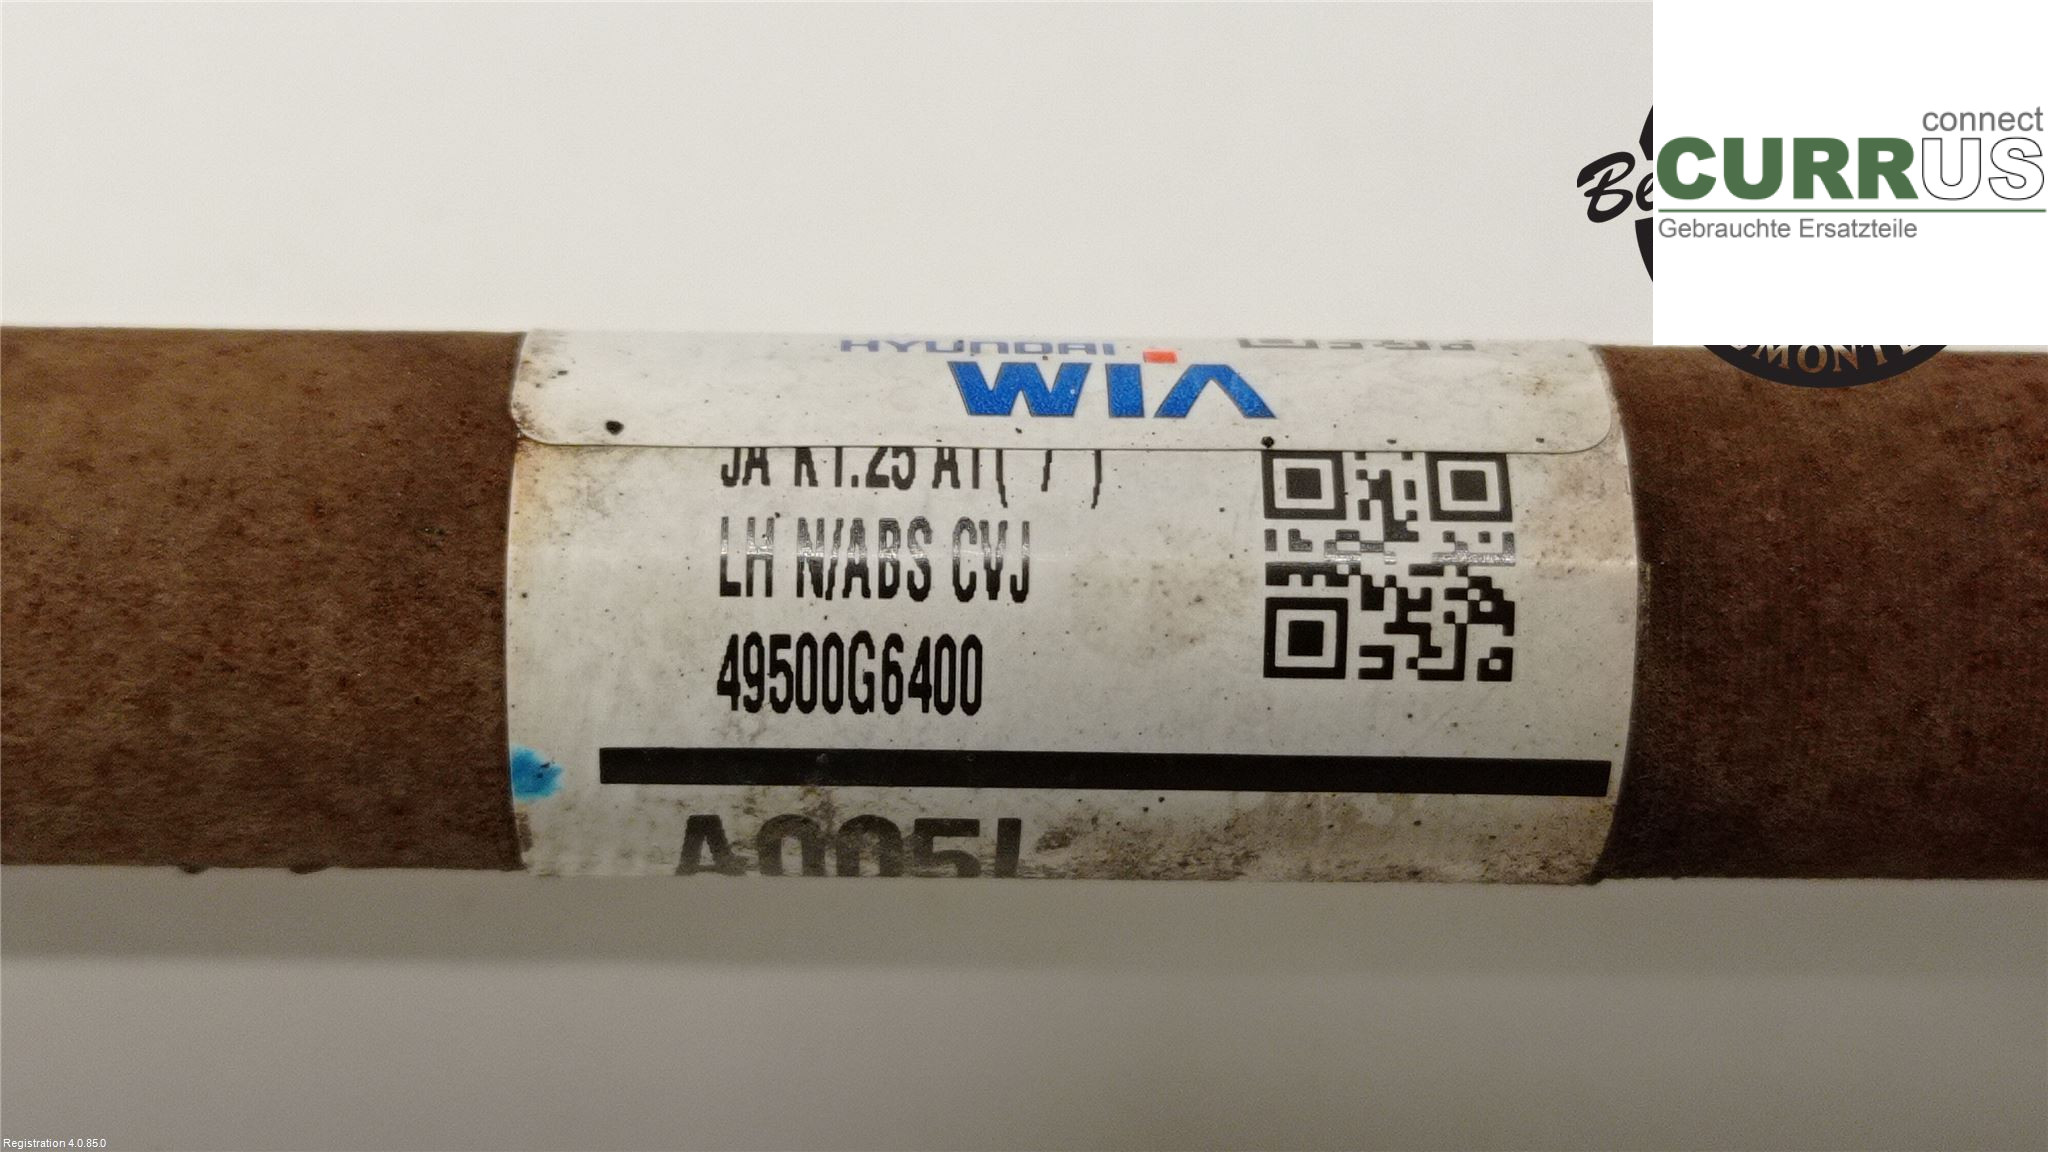 connect
CURRUS
Gebrauchte Ersatzteile
HYUNDAI
WIA
JA K1.25 AT( / )
LH N/ABS CVJ
49500G6400
A005L
Registration 4.0.85.0